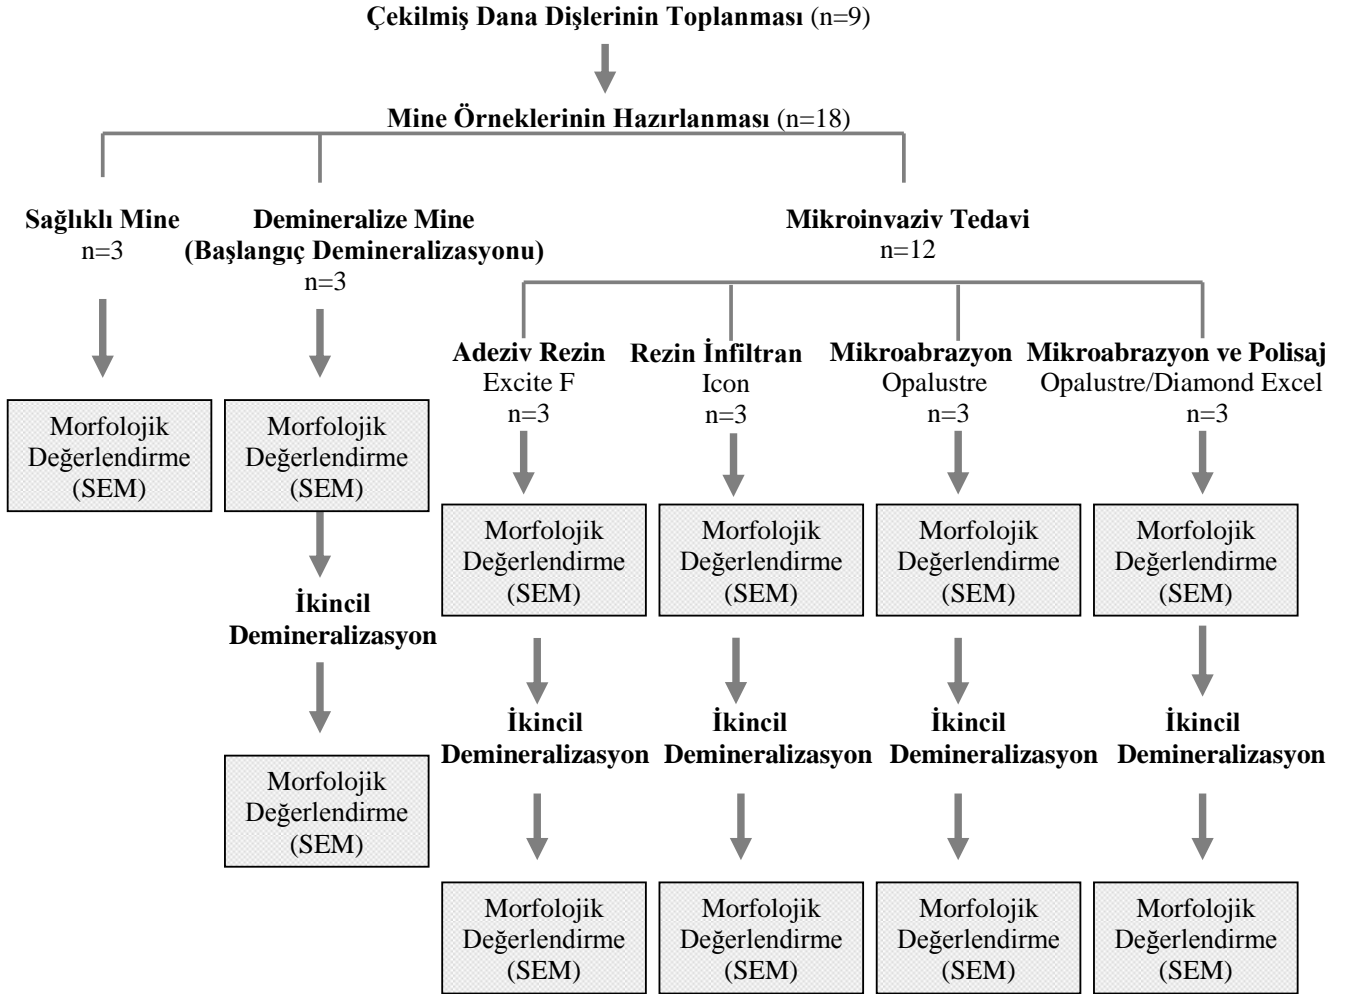 Çekilmiş Dana Dişlerinin Toplanması (n=9)
Mine Örneklerinin Hazırlanması (n=18)
Sağlıklı Mine
n=3
Demineralize Mine
(Başlangıç Demineralizasyonu)
n=3
Mikroinvaziv Tedavi
n=12
Adeziv Rezin
Excite F
n=3
Rezin İnfiltran
Icon
n=3
Mikroabrazyon
Opalustre
n=3
Mikroabrazyon ve Polisaj
Opalustre/Diamond Excel
n=3
Morfolojik
Değerlendirme
(SEM)
Morfolojik
Değerlendirme
(SEM)
Morfolojik
Değerlendirme
(SEM)
Morfolojik
Değerlendirme
(SEM)
Morfolojik
Değerlendirme
(SEM)
Morfolojik
Değerlendirme
(SEM)
İkincil
Demineralizasyon
İkincil
Demineralizasyon
İkincil
Demineralizasyon
İkincil
Demineralizasyon
İkincil
Demineralizasyon
Morfolojik
Değerlendirme
(SEM)
Morfolojik
Değerlendirme
(SEM)
Morfolojik
Değerlendirme
(SEM)
Morfolojik
Değerlendirme
(SEM)
Morfolojik
Değerlendirme
(SEM)